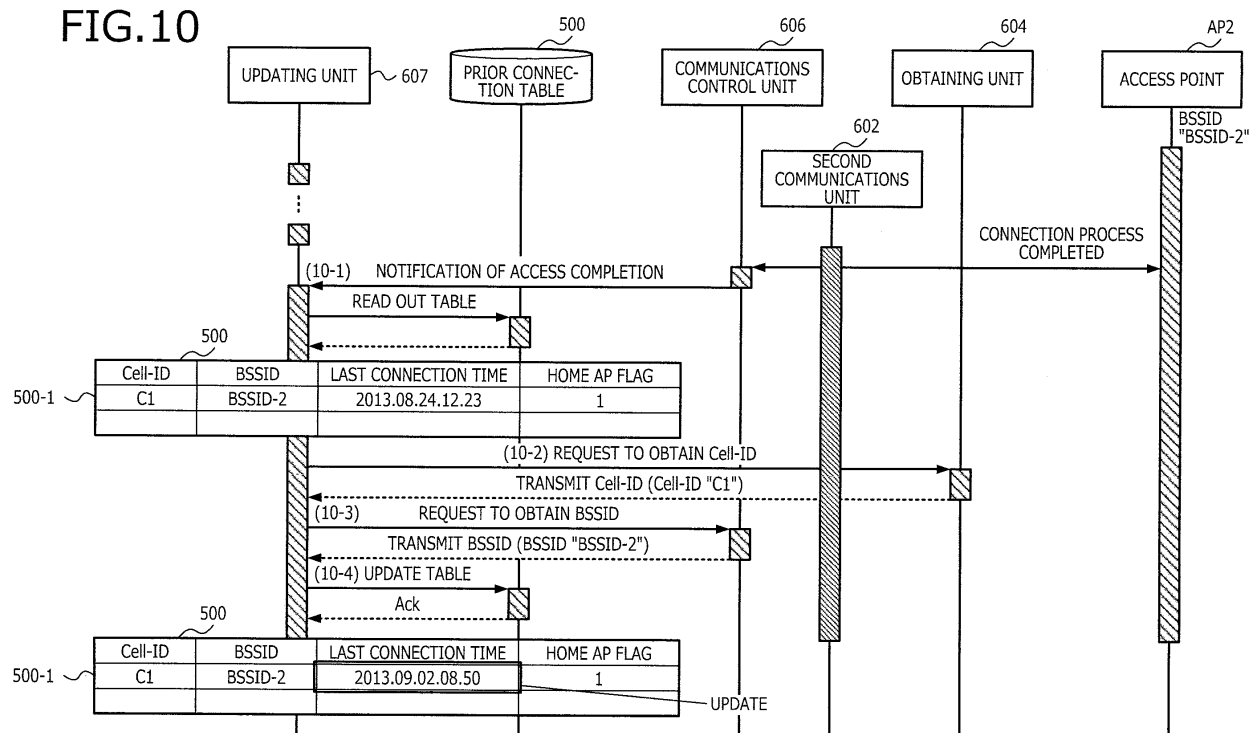 FIG.10
UPDATING UNIT
607
500
PRIOR CONNEC-
TION TABLE
606
COMMUNICATIONS
CONTROL UNIT
604
OBTAINING UNIT
AP2
ACCESS POINT
BSSID
"BSSID-2"
602
SECOND
COMMUNICATIONS
UNIT
CONNECTION PROCESS
COMPLETED
(10-1) NOTIFICATION OF ACCESS COMPLETION
READ OUT TABLE
500
500-1
Cell-ID BSSID LAST CONNECTION TIME HOME AP FLAG
C1 BSSID-2 2013.08.24.12.23 1
(10-2) REQUEST TO OBTAIN Cell-ID
TRANSMIT Cell-ID (Cell-ID "C1")
(10-3) REQUEST TO OBTAIN BSSID
TRANSMIT BSSID (BSSID "BSSID-2")
(10-4) UPDATE TABLE
Ack
500
500-1
Cell-ID BSSID LAST CONNECTION TIME HOME AP FLAG
C1 BSSID-2 2013.09.02.08.50 1
UPDATE